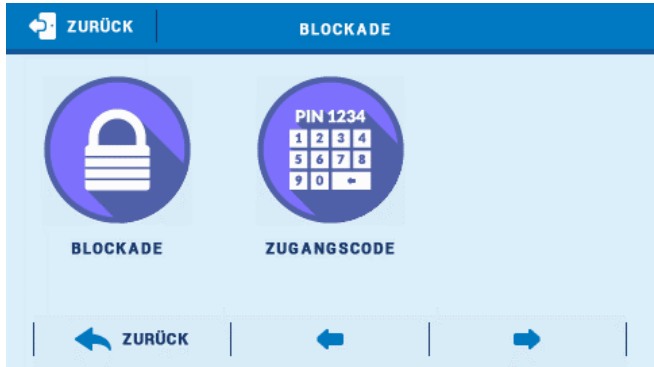 ZURÜCK
BLOCKADE
PIN 1234
1 2 3 4
5 6 7 8
9 0
BLOCKADE
ZUGANGSCODE
ZURÜCK